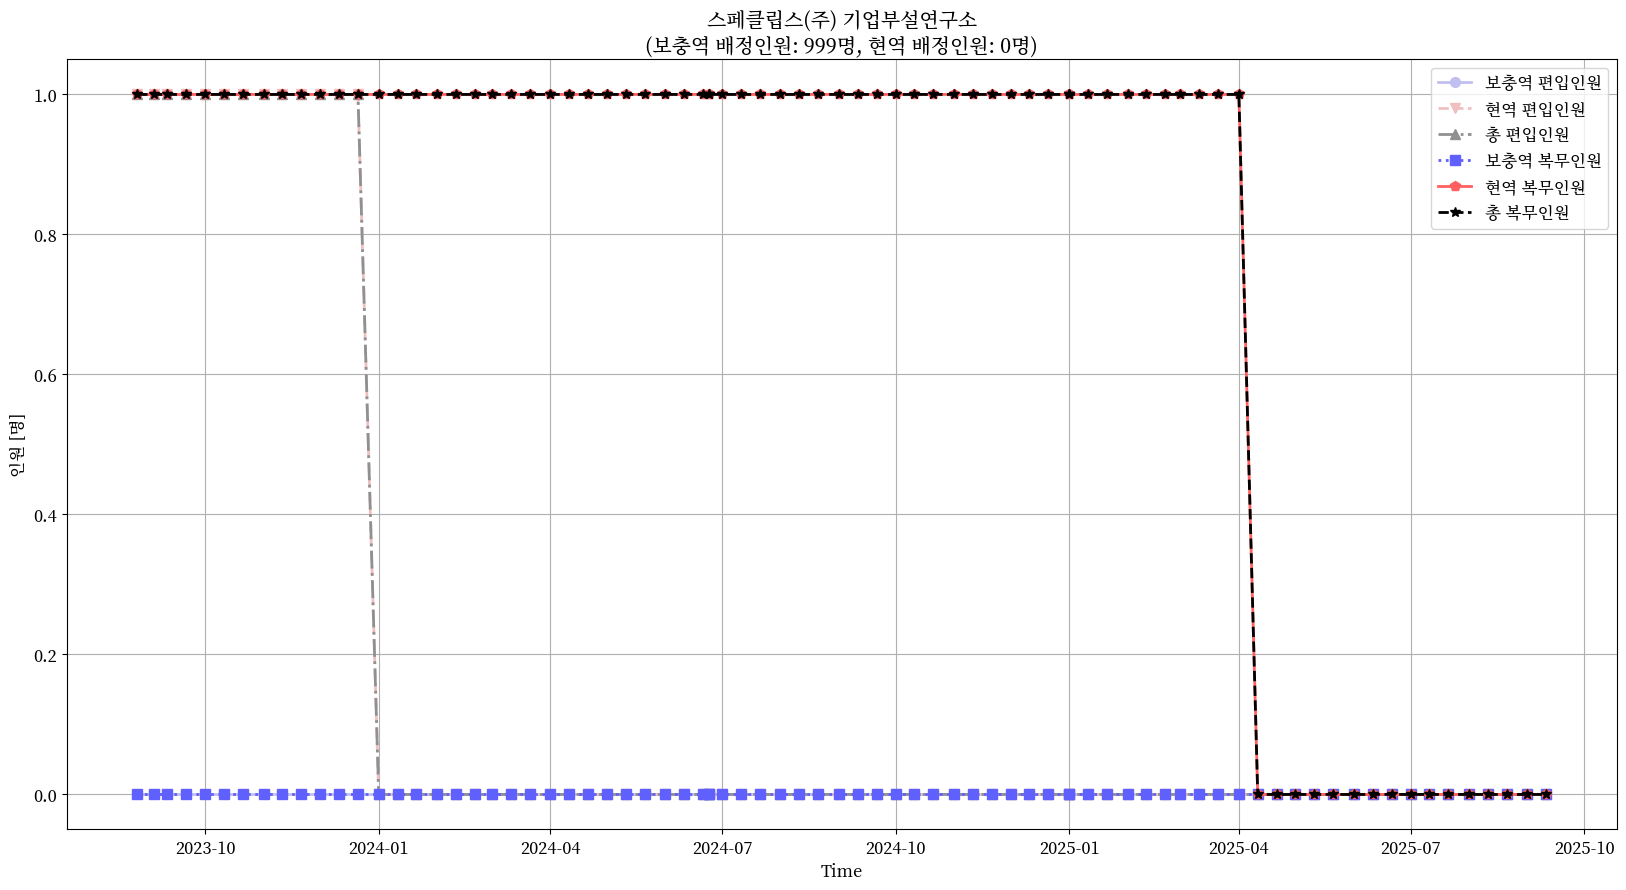 스페클립스(주) 기업부설연구소
(보충역 배정인원: 999명, 현역 배정인원: 0명)
보충역 편입인원
현역 편입인원
총 편입인원
보충역 복무인원
현역 복무인원
총 복무인원
인원 [명]
1.0
0.8
0.6
0.4
0.2
0.0
2023-10
2024-01
2024-04
2024-07
2024-10
2025-01
2025-04
2025-07
2025-10
Time